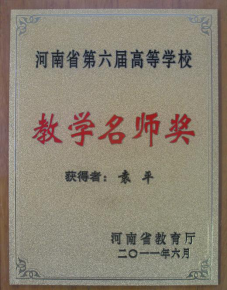 河南省第六届高等学校
教学名师奖
获得者：袁平
河南省教育厅
二〇一一年六月